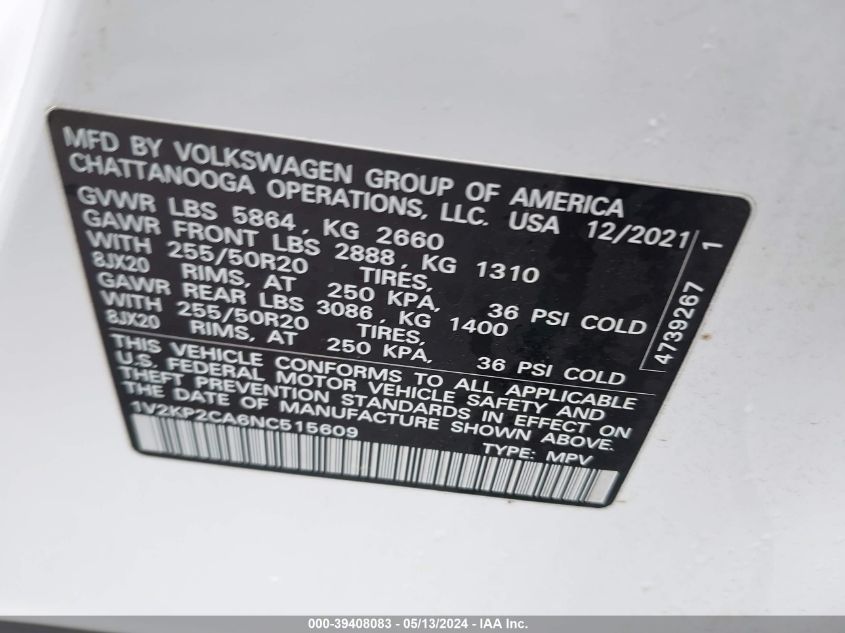 MFD BY VOLKSWAGEN GROUP OF AMERICA
CHATTANOOGA OPERATIONS, LLC. USA 12/2021
GVWR LBS 5864, KG 2660
GAWR FRONT LBS 2888, KG 1310
WITH 255/50R20 TIRES,
8JX20 RIMS, AT 250 KPA, 36 PSI COLD
GAWR REAR LBS 3086, KG 1400
WITH 255/50R20 TIRES,
8JX20 RIMS, AT 250 KPA, 36 PSI COLD
THIS VEHICLE CONFORMS TO ALL APPLICABLE
U.S. FEDERAL MOTOR VEHICLE SAFETY AND
THEFT PREVENTION STANDARDS IN EFFECT ON
THE DATE OF MANUFACTURE SHOWN ABOVE.
1V2KP2CA6NC515609 TYPE: MPV
4739267 1
000-39408083 - 05/13/2024 - IAA Inc.